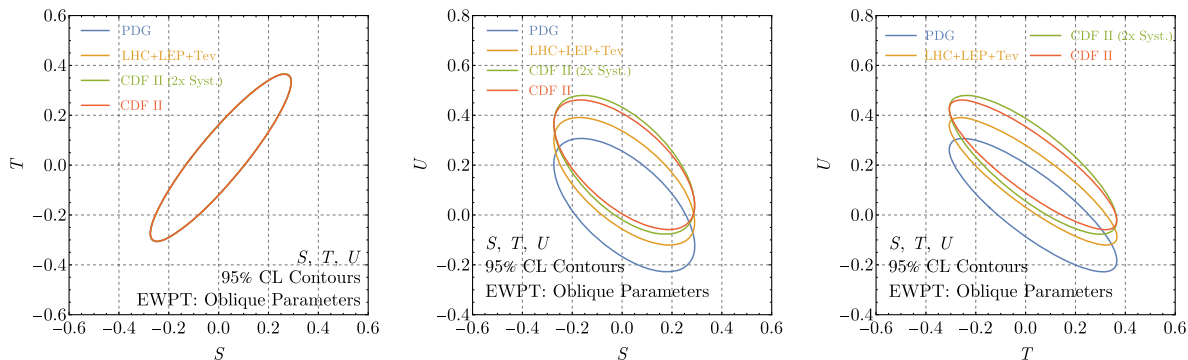 PDG
LHC+LEP+Tev
CDF II (2x Syst.)
CDF II
S, T, U
95% CL Contours
EWPT: Oblique Parameters
0.6
0.4
0.2
0.0
−0.2
−0.4
−0.6
T
−0.6 −0.4 −0.2 0.0 0.2 0.4 0.6
S
PDG
LHC+LEP+Tev
CDF II (2x Syst.)
CDF II
S, T, U
95% CL Contours
EWPT: Oblique Parameters
0.8
0.6
0.4
0.2
0.0
−0.2
−0.4
U
−0.6 −0.4 −0.2 0.0 0.2 0.4 0.6
S
PDG CDF II (2x Syst.)
LHC+LEP+Tev CDF II
S, T, U
95% CL Contours
EWPT: Oblique Parameters
0.8
0.6
0.4
0.2
0.0
−0.2
−0.4
U
−0.6 −0.4 −0.2 0.0 0.2 0.4 0.6
T